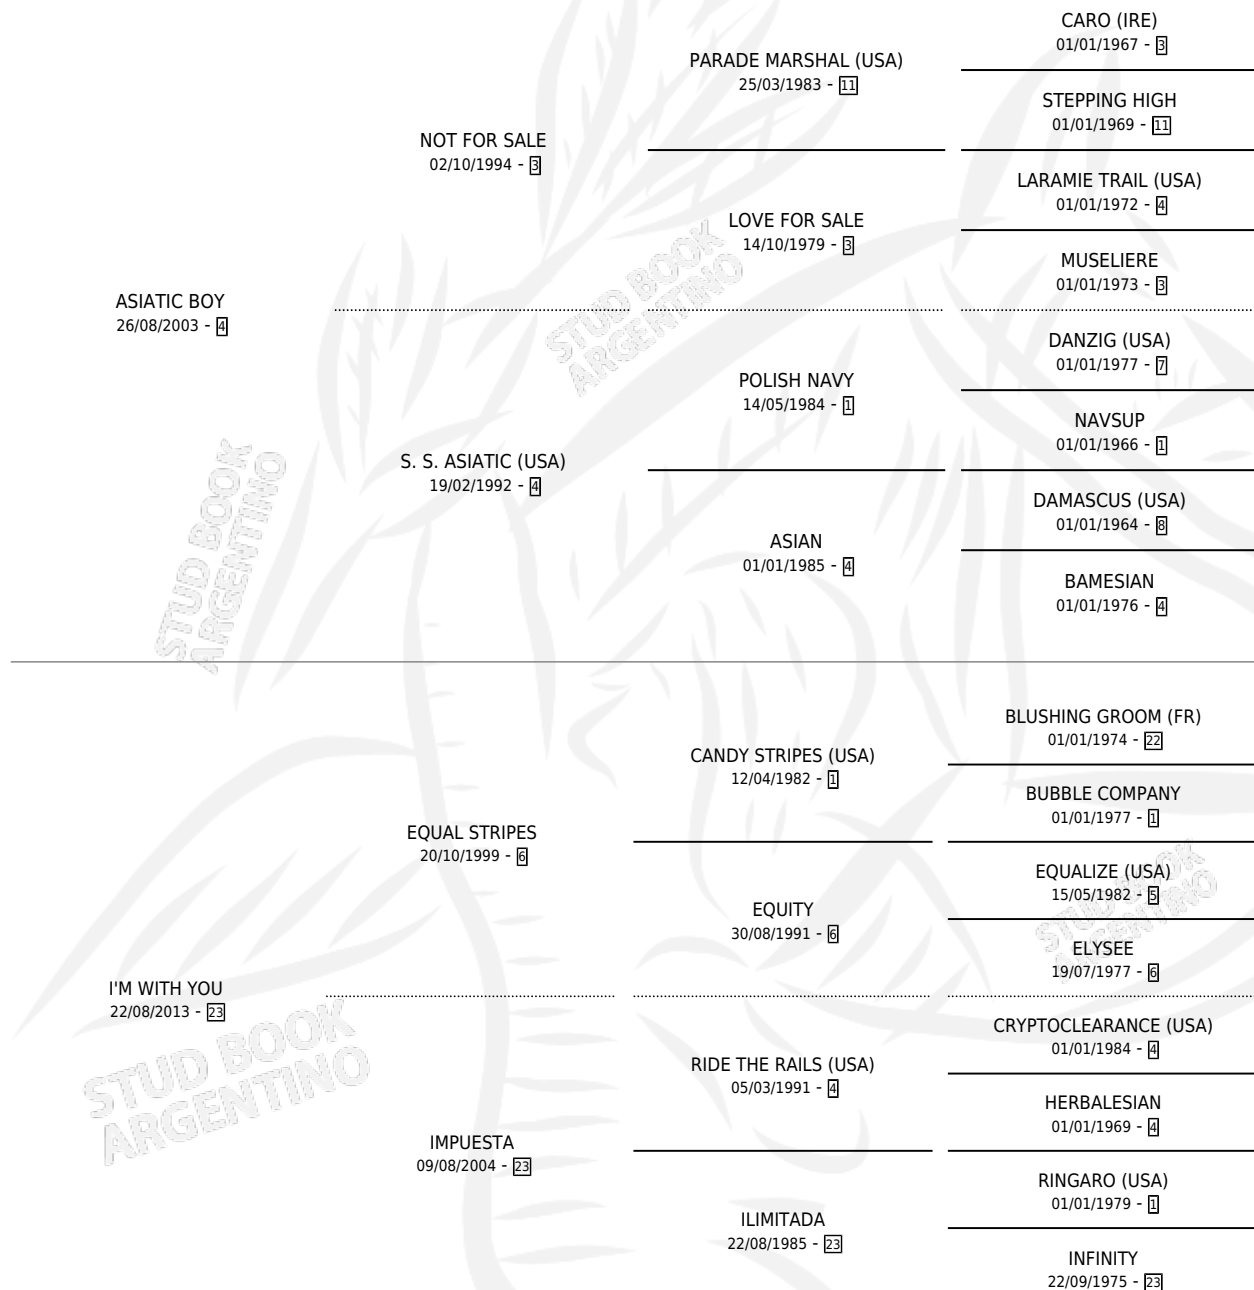 CARO (IRE)
01/01/1967 - 3
PARADE MARSHAL (USA)
25/03/1983 - 11
STEPPING HIGH
01/01/1969 - 11
NOT FOR SALE
02/10/1994 - 3
LARAMIE TRAIL (USA)
01/01/1972 - 4
LOVE FOR SALE
14/10/1979 - 3
MUSELIERE
01/01/1973 - 3
STUD BOOK
ARGENTINO
ASIATIC BOY
26/08/2003 - 4
DANZIG (USA)
01/01/1977 - 7
POLISH NAVY
14/05/1984 - 1
NAVSUP
01/01/1966 - 1
S. S. ASIATIC (USA)
19/02/1992 - 4
DAMASCUS (USA)
01/01/1964 - 8
ASIAN
01/01/1985 - 4
BAMESIAN
01/01/1976 - 4
STUD BOOK
ARGENTINO
BLUSHING GROOM (FR)
01/01/1974 - 22
CANDY STRIPES (USA)
12/04/1982 - 1
BUBBLE COMPANY
01/01/1977 - 1
EQUAL STRIPES
20/10/1999 - 6
EQUALIZE (USA)
15/05/1982 - 5
EQUITY
30/08/1991 - 6
ELYSEE
19/07/1977 - 6
STUD BOOK
ARGENTINO
I'M WITH YOU
22/08/2013 - 23
CRYPTOCLEARANCE (USA)
01/01/1984 - 4
RIDE THE RAILS (USA)
05/03/1991 - 4
HERBALESIAN
01/01/1969 - 4
STUD BOOK
ARGENTINO
IMPUESTA
09/08/2004 - 23
RINGARO (USA)
01/01/1979 - 1
ILIMITADA
22/08/1985 - 23
INFINITY
22/09/1975 - 23